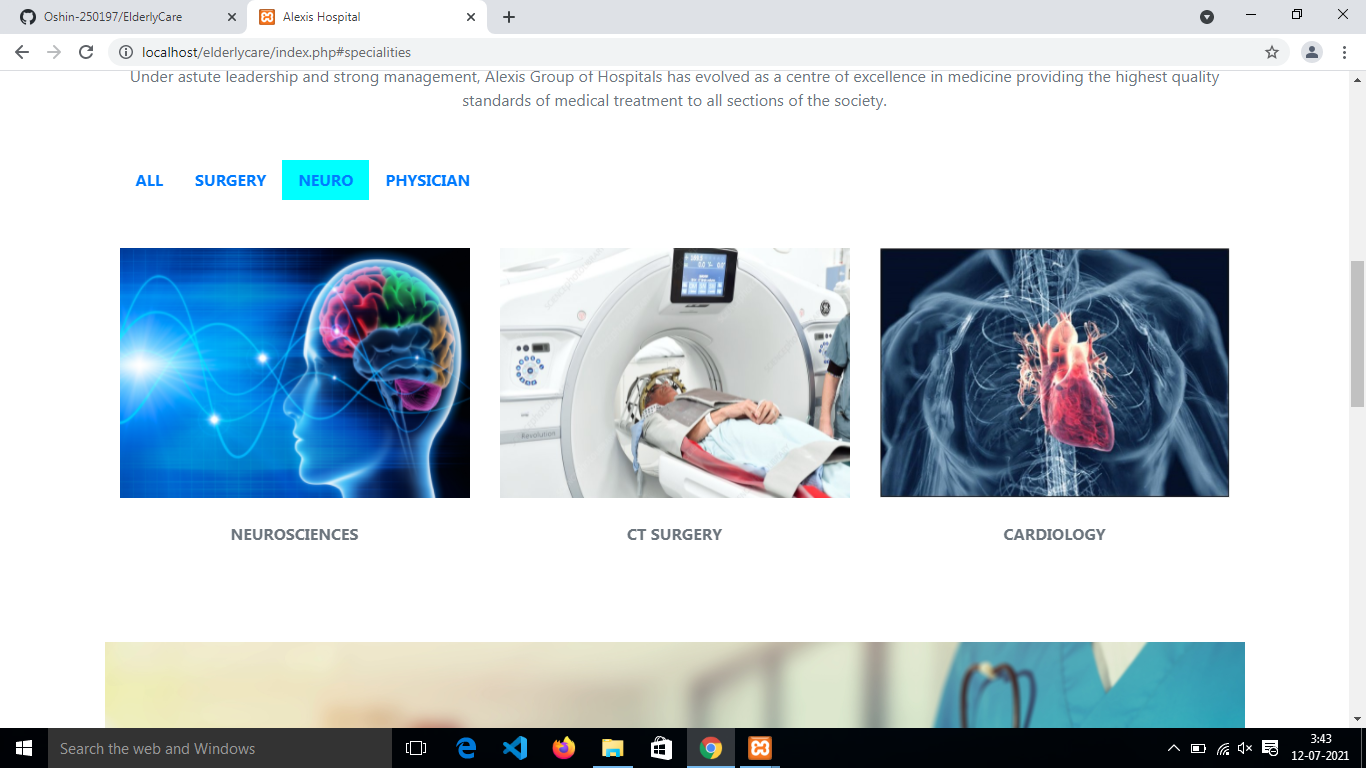 Oshin-250197/ElderlyCare
Alexis Hospital
localhost/elderlycare/index.php#specialities
Under astute leadership and strong management, Alexis Group of Hospitals has evolved as a centre of excellence in medicine providing the highest quality
standards of medical treatment to all sections of the society.
ALL SURGERY NEURO PHYSICIAN
Revolution
NEUROSCIENCES CT SURGERY CARDIOLOGY
Search the web and Windows
3:43
12-07-2021